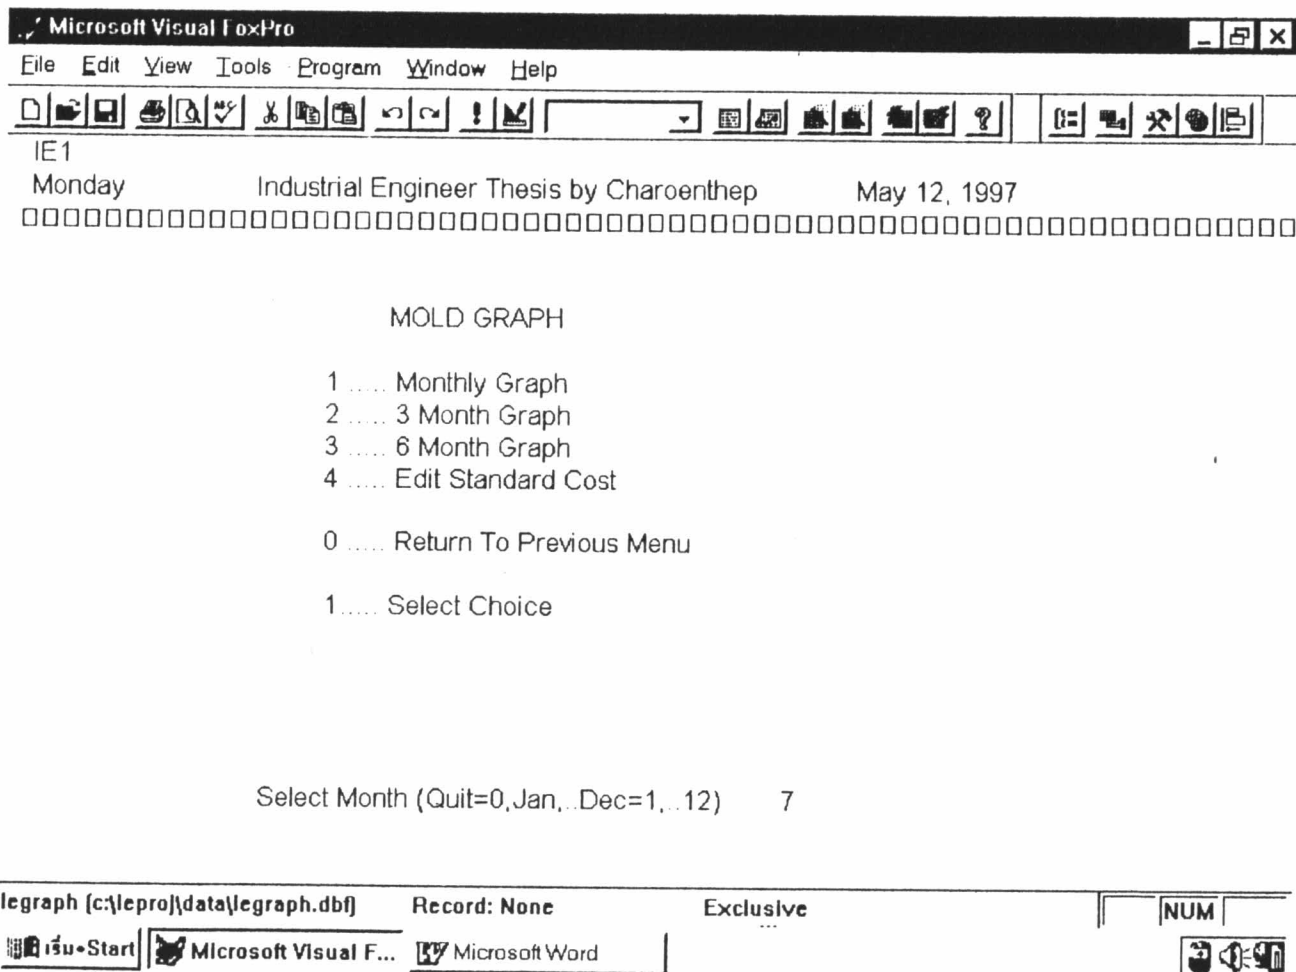 Microsoft Visual FoxPro
File Edit View Tools Program Window Help
IE1
Monday Industrial Engineer Thesis by Charoenthep May 12, 1997
MOLD GRAPH
1 ..... Monthly Graph
2 ..... 3 Month Graph
3 ..... 6 Month Graph
4 ..... Edit Standard Cost
0 ..... Return To Previous Menu
1..... Select Choice
Select Month (Quit=0,Jan,..Dec=1,..12) 7
Iegraph (c:\ieproj\data\iegraph.dbf) Record: None Exclusive NUM
เริ่ม•Start Microsoft Visual F... Microsoft Word